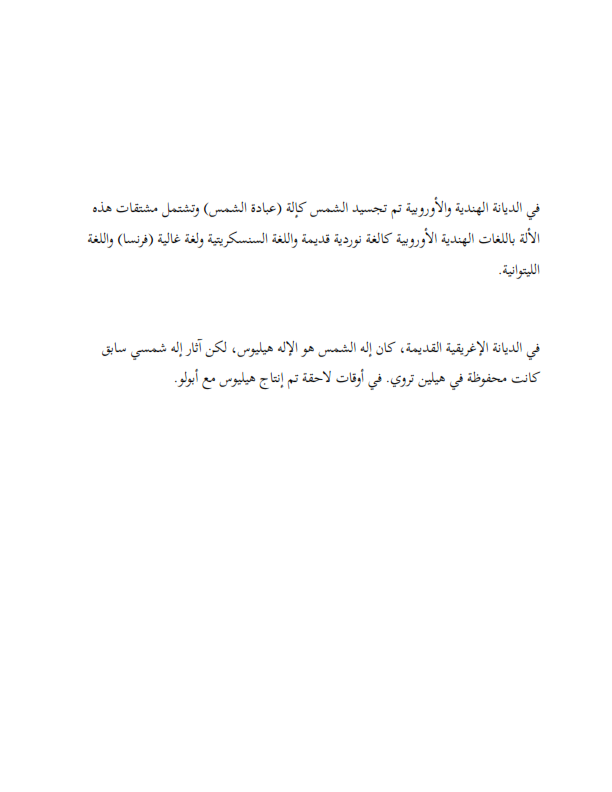 في الديانة الهندية والأوروبية تم تجسيد الشمس كإلة (عبادة الشمس) وتشتمل مشتقات هذه
الألة باللغات الهندية الأوروبية كالغة نوردية قديمة واللغة السنسكريتية ولغة غالية (فرنسا) واللغة
الليتوانية.
في الديانة الإغريقية القديمة، كان إله الشمس هو الإله هيليوس، لكن آثار إله شمسي سابق
كانت محفوظة في هيلين تروي. في أوقات لاحقة تم إنتاج هيليوس مع أبولو.